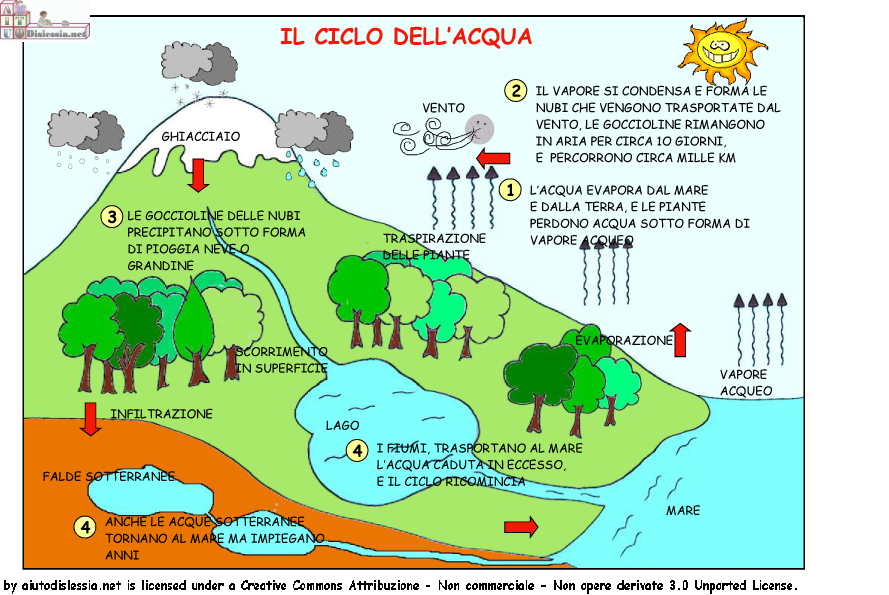 AIUTO
Dislessia.net
IL CICLO DELL'ACQUA
2 IL VAPORE SI CONDENSA E FORMA LE
NUBI CHE VENGONO TRASPORTATE DAL
VENTO, LE GOCCIOLINE RIMANGONO
IN ARIA PER CIRCA 10 GIORNI,
E PERCORRONO CIRCA MILLE KM
VENTO
GHIACCIAIO
1 L'ACQUA EVAPORA DAL MARE
E DALLA TERRA, E LE PIANTE
PERDONO ACQUA SOTTO FORMA DI
VAPORE ACQUEO
3 LE GOCCIOLINE DELLE NUBI
PRECIPITANO SOTTO FORMA
DI PIOGGIA NEVE O
GRANDINE
TRASPIRAZIONE
DELLE PIANTE
SCORRIMENTO
IN SUPERFICIE
EVAPORAZIONE
VAPORE
ACQUEO
INFILTRAZIONE
LAGO
4 I FIUMI, TRASPORTANO AL MARE
L'ACQUA CADUTA IN ECCESSO,
E IL CICLO RICOMINCIA
FALDE SOTTERRANEE
MARE
4 ANCHE LE ACQUE SOTTERRANEE
TORNANO AL MARE MA IMPIEGANO
ANNI
by aiutodislessia.net is licensed under a Creative Commons Attribuzione - Non commerciale - Non opere derivate 3.0 Unported License.